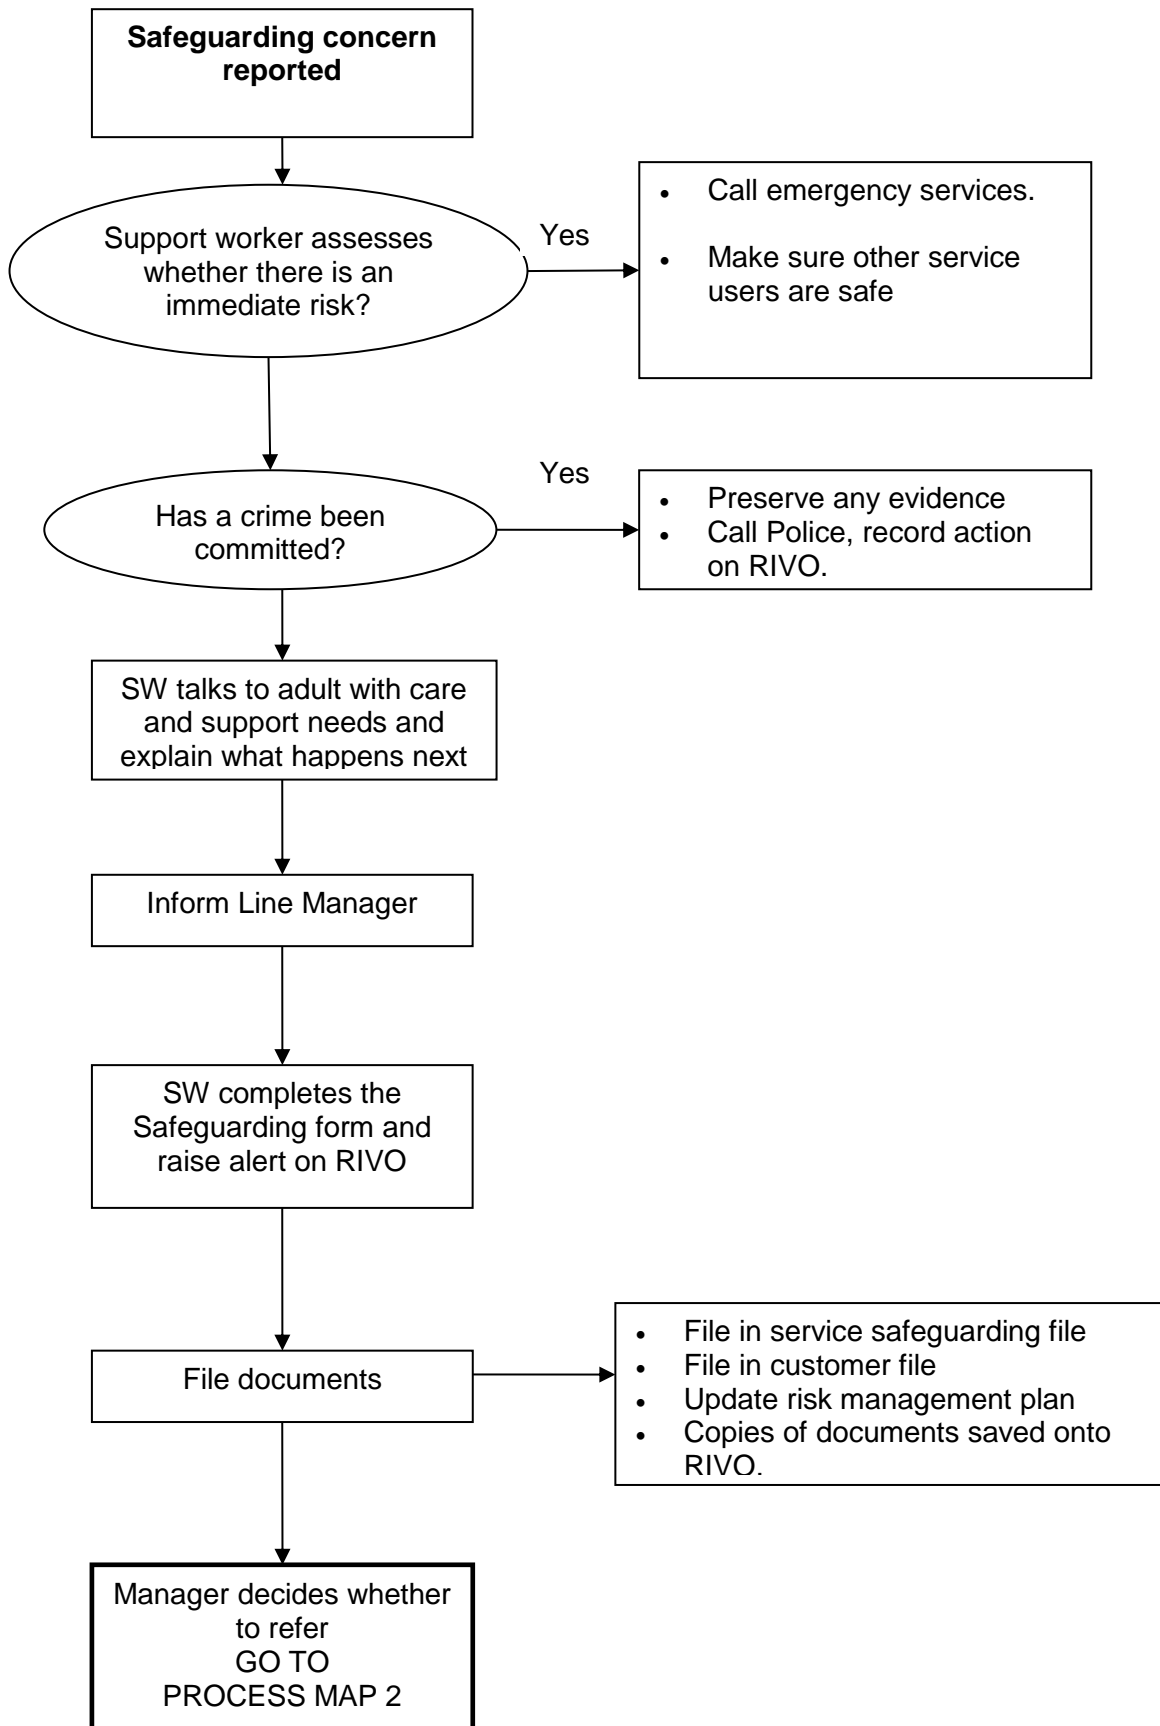 Safeguarding concern
reported
Support worker assesses
whether there is an
immediate risk?
Yes
• Call emergency services.
• Make sure other service
users are safe
Has a crime been
committed?
Yes
• Preserve any evidence
• Call Police, record action
on RIVO.
SW talks to adult with care
and support needs and
explain what happens next
Inform Line Manager
SW completes the
Safeguarding form and
raise alert on RIVO
File documents
• File in service safeguarding file
• File in customer file
• Update risk management plan
• Copies of documents saved onto
RIVO.
Manager decides whether
to refer
GO TO
PROCESS MAP 2